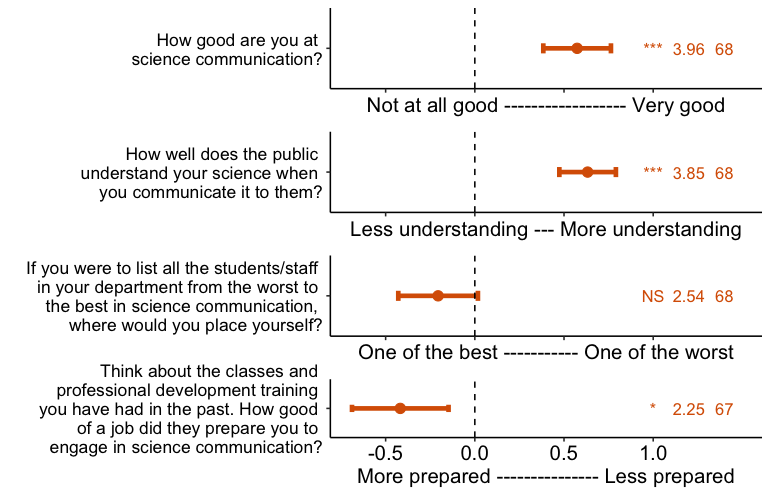 How good are you at
science communication?
*** 3.96 68
Not at all good ------------------ Very good
How well does the public
understand your science when
you communicate it to them?
*** 3.85 68
Less understanding --- More understanding
If you were to list all the students/staff
in your department from the worst to
the best in science communication,
where would you place yourself?
NS 2.54 68
One of the best ----------- One of the worst
Think about the classes and
professional development training
you have had in the past. How good
of a job did they prepare you to
engage in science communication?
* 2.25 67
-0.5 0.0 0.5 1.0
More prepared --------------- Less prepared